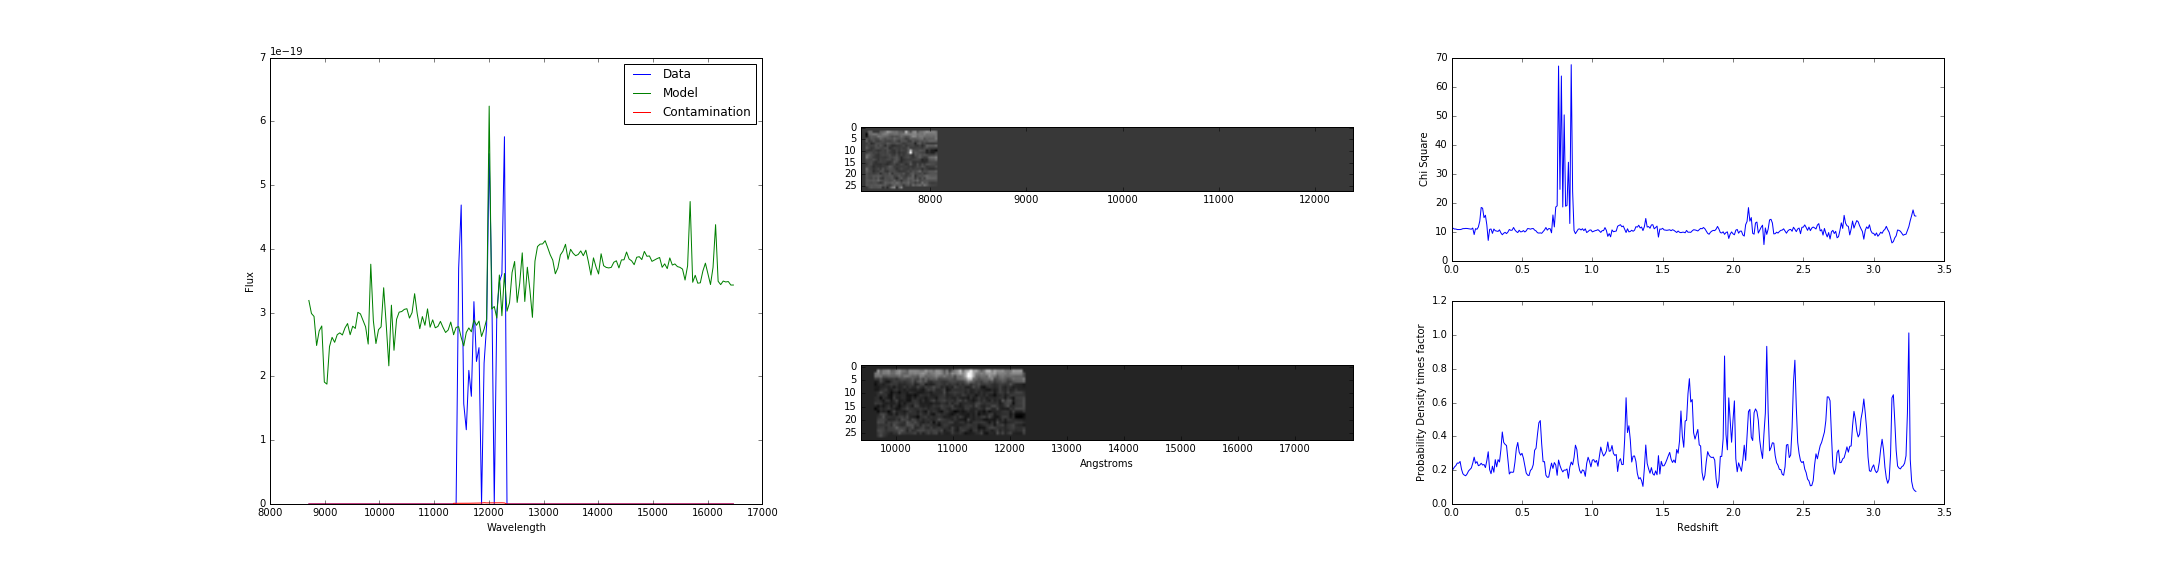 1e−19
7
6
5
4
3
2
1
0
Flux
8000 9000 10000 11000 12000 13000 14000 15000 16000 17000
Wavelength
Data
Model
Contamination
0
5
10
15
20
25
8000 9000 10000 11000 12000
0
5
10
15
20
25
10000 11000 12000 13000 14000 15000 16000 17000
Angstroms
70
60
50
40
30
20
10
0
Chi Square
0.0 0.5 1.0 1.5 2.0 2.5 3.0 3.5
1.2
1.0
0.8
0.6
0.4
0.2
0.0
Probability Density times factor
0.0 0.5 1.0 1.5 2.0 2.5 3.0 3.5
Redshift